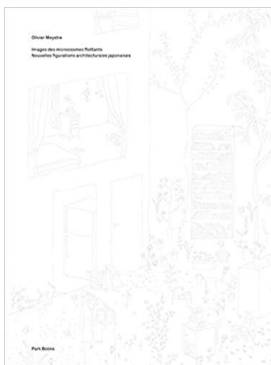 Olivier Meystre
Images des microcosmes flottants
Nouvelles figurations architecturales japonaises
Park Books